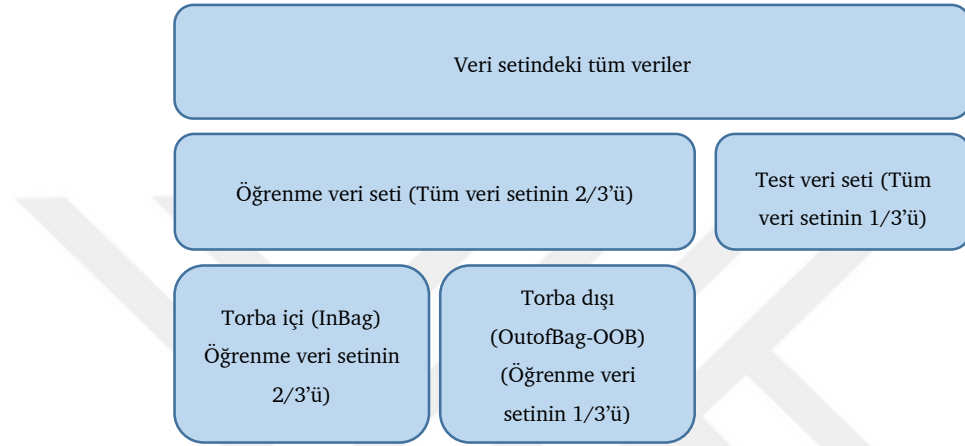 Veri setindeki tüm veriler
Öğrenme veri seti (Tüm veri setinin 2/3’ü)
Test veri seti (Tüm
veri setinin 1/3’ü)
Torba içi (InBag)
Öğrenme veri setinin
2/3’ü)
Torba dışı
(OutofBag-OOB)
(Öğrenme veri
setinin 1/3’ü)